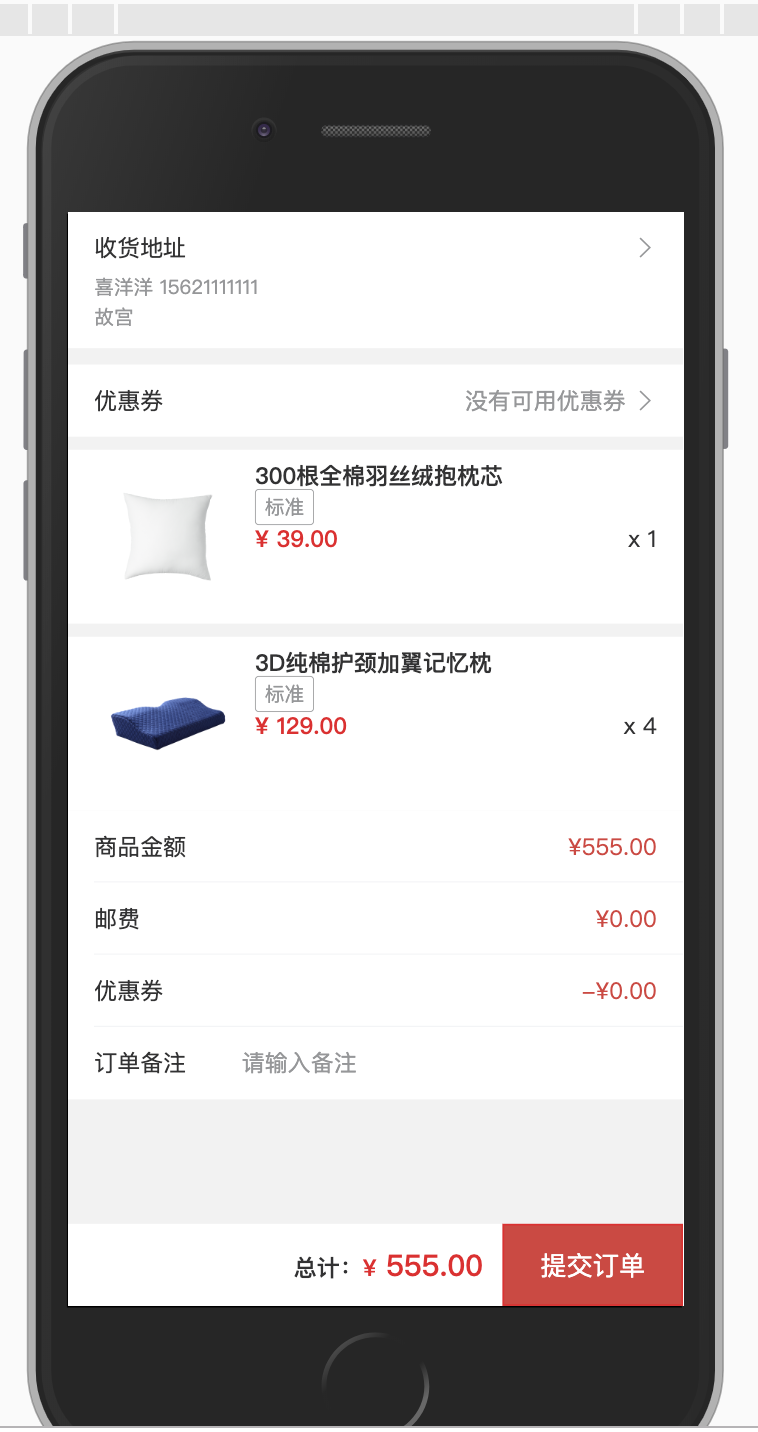 收货地址
喜洋洋 15621111111
故宫
优惠券 没有可用优惠券
300根全棉羽丝绒抱枕芯
标准
¥ 39.00 x 1
3D纯棉护颈加翼记忆枕
标准
¥ 129.00 x 4
商品金额 ¥555.00
邮费 ¥0.00
优惠券 -¥0.00
订单备注 请输入备注
总计：¥ 555.00 提交订单